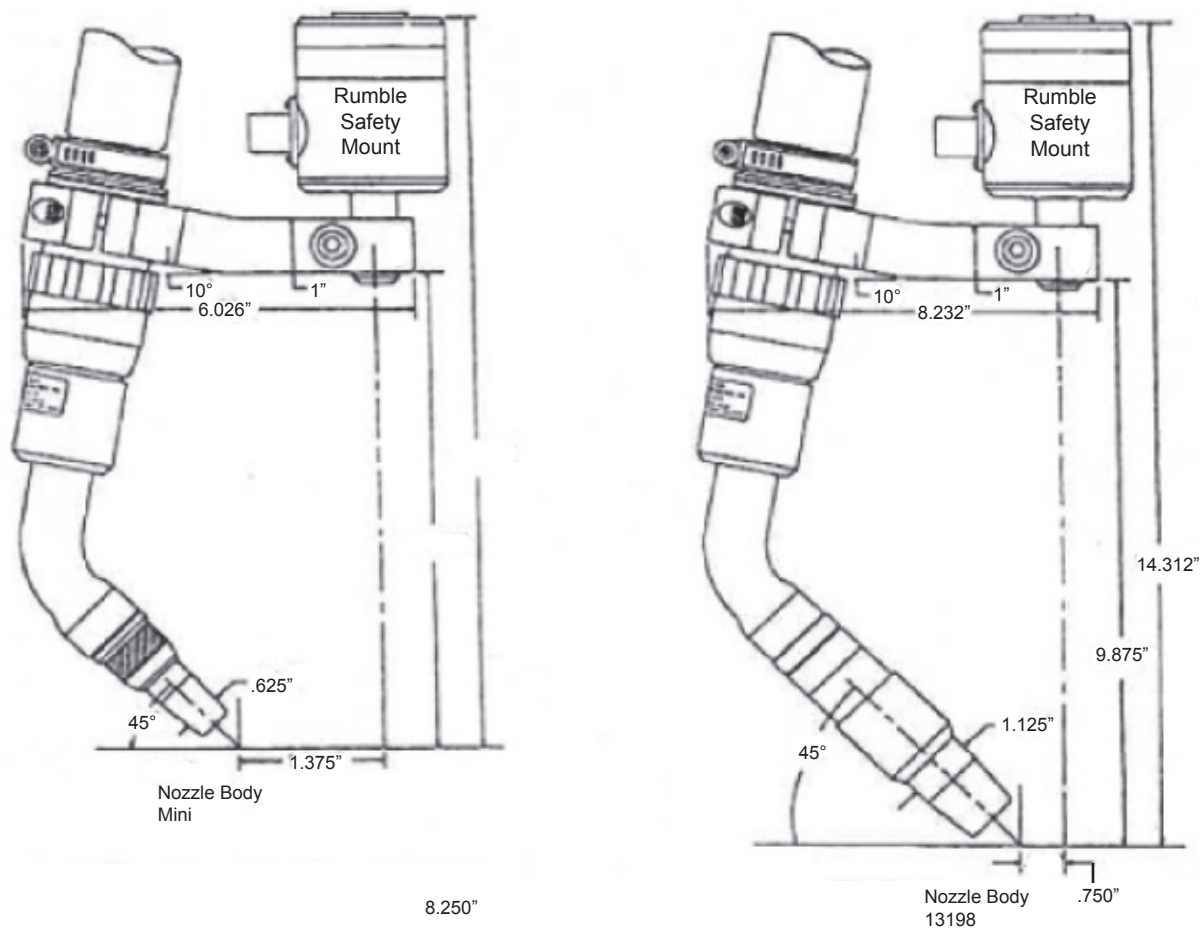 Rumble
Safety
Mount
10°
1”
6.026”
.625”
45°
1.375”
Nozzle Body
Mini
8.250”
Rumble
Safety
Mount
10°
1”
8.232”
14.312”
9.875”
1.125”
45°
.750”
Nozzle Body
13198